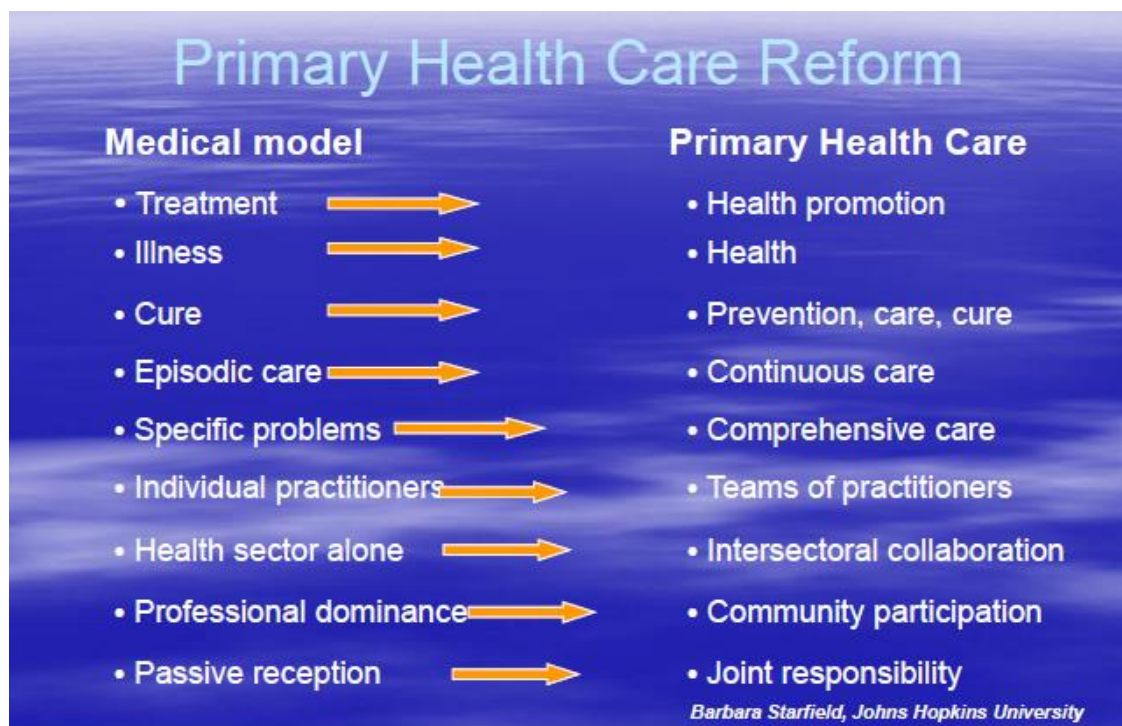 Primary Health Care Reform
Medical model Primary Health Care
• Treatment • Health promotion
• Illness • Health
• Cure • Prevention, care, cure
• Episodic care • Continuous care
• Specific problems • Comprehensive care
• Individual practitioners • Teams of practitioners
• Health sector alone • Intersectoral collaboration
• Professional dominance • Community participation
• Passive reception • Joint responsibility
Barbara Starfield, Johns Hopkins University